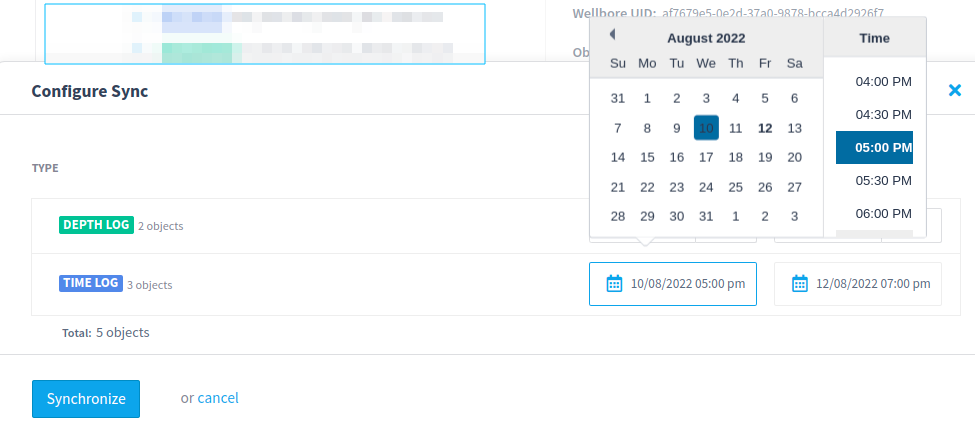 Wellbore UID: af7679e5-0e2d-37a0-9878-bcca4d2926f7
Ob
August 2022
Time
Su Mo Tu We Th Fr Sa
31 1 2 3 4 5 6
7 8 9 10 11 12 13
14 15 16 17 18 19 20
21 22 23 24 25 26 27
28 29 30 31 1 2 3
04:00 PM
04:30 PM
05:00 PM
05:30 PM
06:00 PM
Configure Sync
TYPE
DEPTH LOG 2 objects
TIME LOG 3 objects
10/08/2022 05:00 pm
12/08/2022 07:00 pm
Total: 5 objects
Synchronize
or cancel